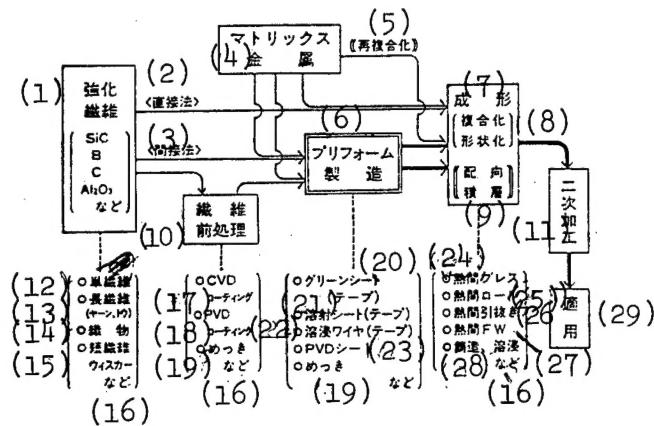 (5)
マトリックス
《再複合化》
(4)
金属
(1)
強化
繊維
(2)
<直接法>
(7)
成形
SiC
B
C
Al₂O₃
など
(3)
<間接法>
(6)
プリフォーム
製造
複合化
形状化
(8)
配向
積層
(9)
(10)
繊維
前処理
(11)
二次加工
(12)
○単繊維
○長繊維
(13)
(ヤーン、トウ)
(14)
○織物
(15)
○短繊維
ウィスカー
など
(16)
○CVD
(17)
コーティング
○PVD
(18)
コーティング
(19)
○めっき
など
(16)
(20)
○グリーンシート
(21)
(テープ)
○溶射シート(テープ)
(22)
○溶浸ワイヤ(テープ)
○PVDシート
(23)
○めっき
など
(19)
(24)
○熱間プレス
○熱間ロール
(25)
○熱間引抜き
(26)
○熱間FW
(27)
○鋳造、溶浸
(28)
など
(16)
適用
(29)